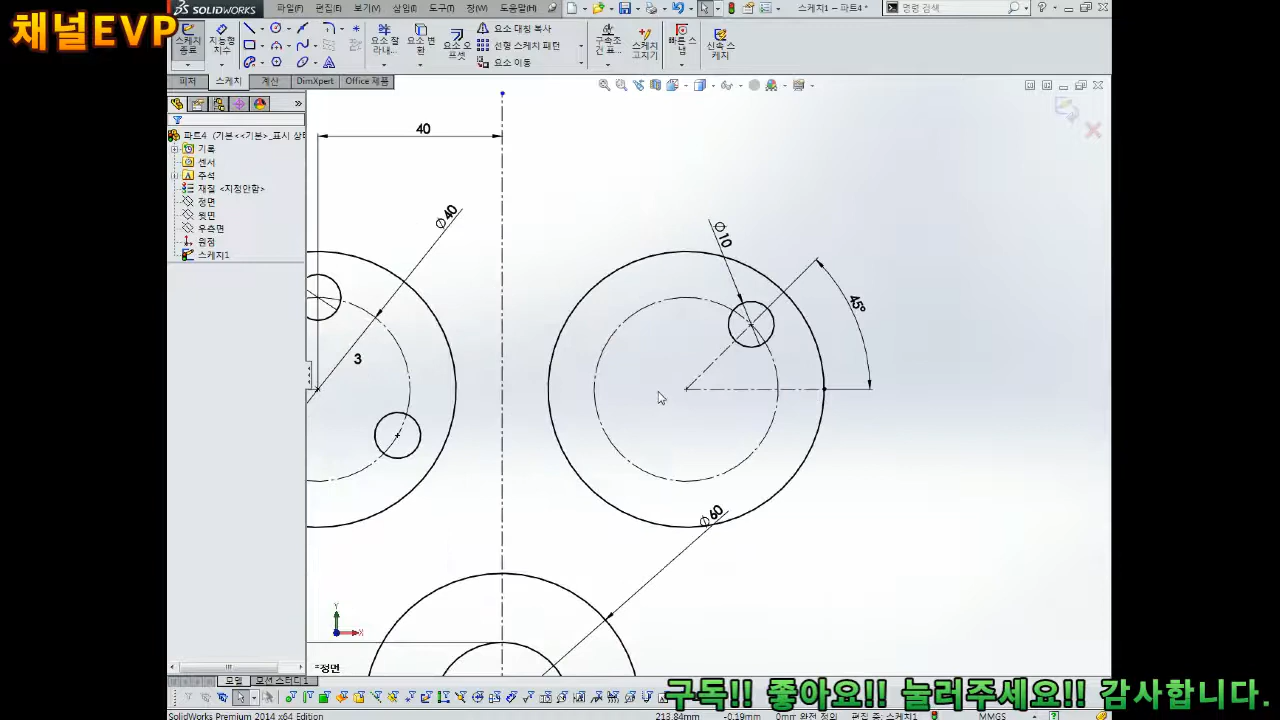 채널EVP
SOLIDWORKS
파일(F) 편집(E) 보기(V) 삽입(I) 도구(T) 창(W) 도움말(H)
스케치1 – 파트4 *
명령 검색
스케치 종료
지능형 치수
요소 잘라내...
요소 변환
요소 오프셋
요소 대칭 복사
선형 스케치 패턴
요소 이동
구속조건 표...
스케치 고치기
빠른 스냅
신속 스케치
피처 스케치 계산 DimXpert Office 제품
파트4 (기본<<기본>_표시 상태
기록
센서
주석
재질 <지정안함>
정면
윗면
우측면
원점
스케치1
40
∅40
3
∅10
45°
∅60
Y
X
*정면
모델 모션 스터디 1
구독!! 좋아요!! 눌러주세요!! 감사합니다.
SolidWorks Premium 2014 x64 Edition
213.84mm -0.19mm 0mm 완전 정의 편집 중: 스케치1 MMGS